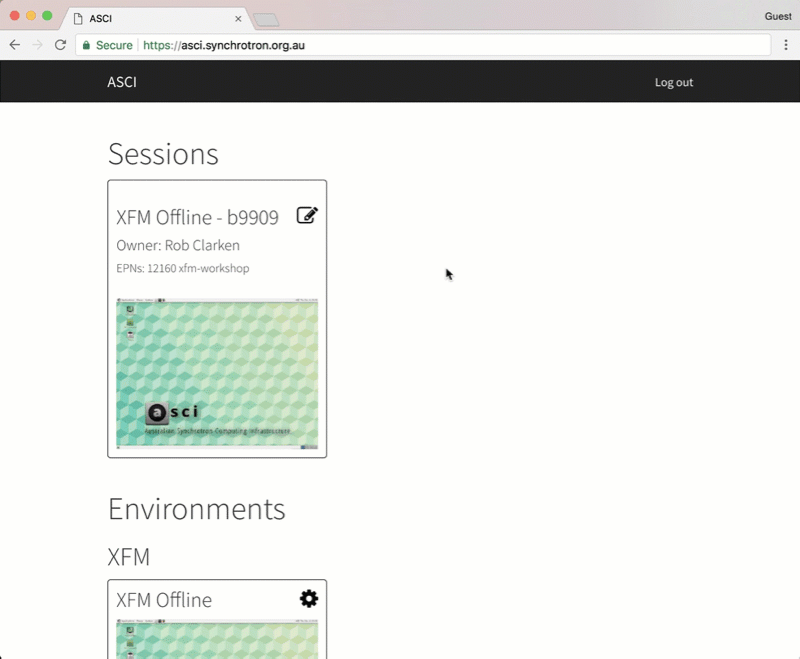 ASCI
Guest
Secure
https://asci.synchrotron.org.au
ASCI
Log out
Sessions
XFM Offline - b9909
Owner: Rob Clarken
EPNs: 12160 xfm-workshop
asci
Australian Synchrotron Computing Infrastructure
Environments
XFM
XFM Offline